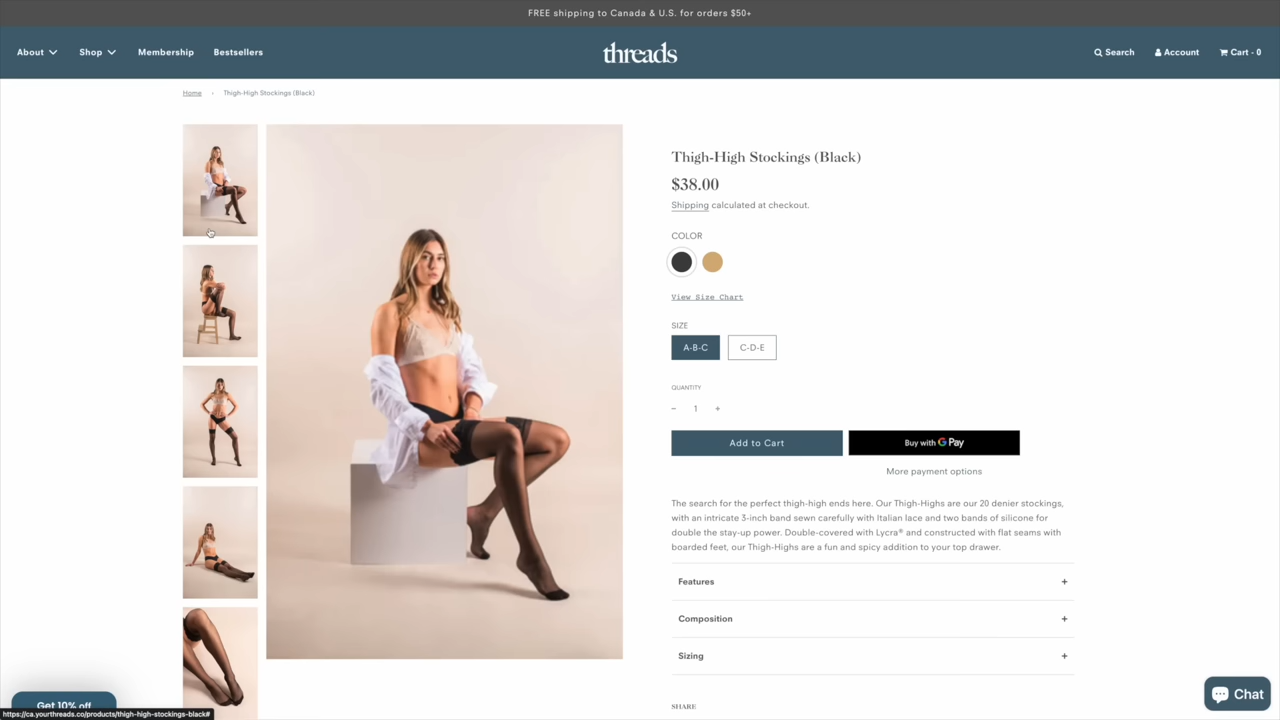 FREE shipping to Canada & U.S. for orders $50+
About
Shop
Membership
Bestsellers
threads
Search
Account
Cart - 0
Home › Thigh-High Stockings (Black)
Thigh-High Stockings (Black)
$38.00
Shipping calculated at checkout.
COLOR
View Size Chart
SIZE
A-B-C
C-D-E
QUANTITY
− 1 +
Add to Cart
Buy with G Pay
More payment options
The search for the perfect thigh-high ends here. Our Thigh-Highs are our 20 denier stockings,
with an intricate 3-inch band sewn carefully with Italian lace and two bands of silicone for
double the stay-up power. Double-covered with Lycra® and constructed with flat seams with
boarded feet, our Thigh-Highs are a fun and spicy addition to your top drawer.
Features +
Composition +
Sizing +
SHARE
Get 10% off
Chat
https://ca.yourthreads.co/products/thigh-high-stockings-black#